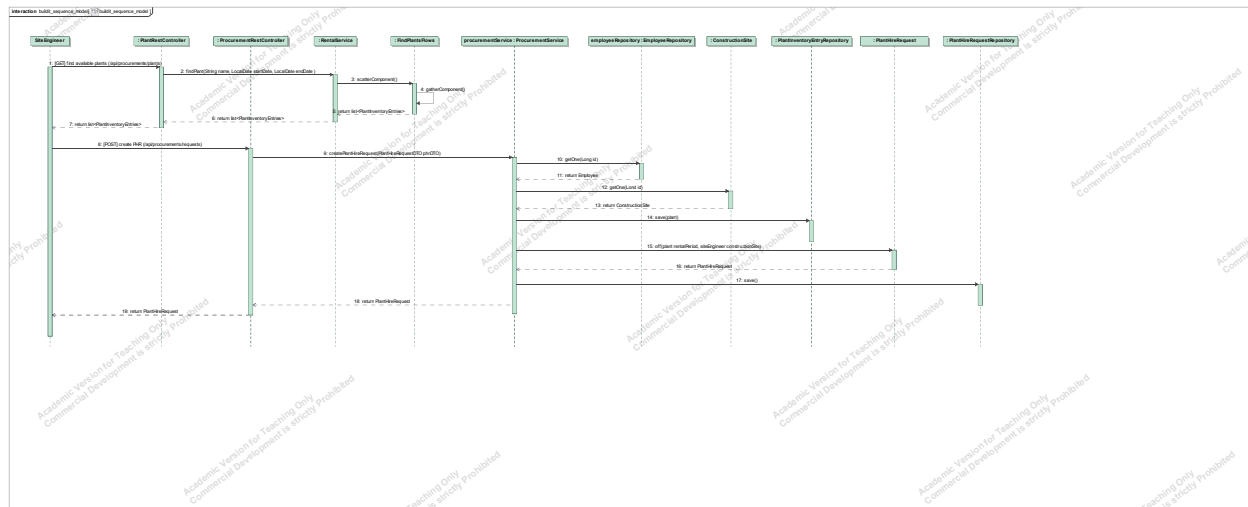 interaction buildit_sequence_model [ buildit_sequence_model ]
SiteEngineer
: PlantRestController
: ProcurementRestController
: RentalService
: FindPlantsFlows
procurementService : ProcurementService
employeeRepository : EmployeeRepository
: ConstructionSite
: PlantInventoryEntryRepository
: PlantHireRequest
: PlantHireRequestRepository
1: [GET] find available plants (/api/procurements/plants)
2: findPlant(String name, LocalDate startDate, LocalDate endDate )
3: scatterComponent()
4: gatherComponent()
5: return list<PlantInventoryEntries>
6: return list<PlantInventoryEntries>
7: return list<PlantInventoryEntries>
8: [POST] create PHR (/api/procurements/requests)
9: createPlantHireRequest(PlantHireRequestDTO phrDTO)
10: getOne(Long id)
11: return Employee
12: getOne(Long id)
13: return ConstructionSite
14: save(plant)
15: of(plant rentalPeriod, siteEngineer constructionSite)
16: return PlantHireRequest
17: save()
18: return PlantHireRequest
19: return PlantHireRequest
Academic Version for Teaching Only
Commercial Development is strictly Prohibited